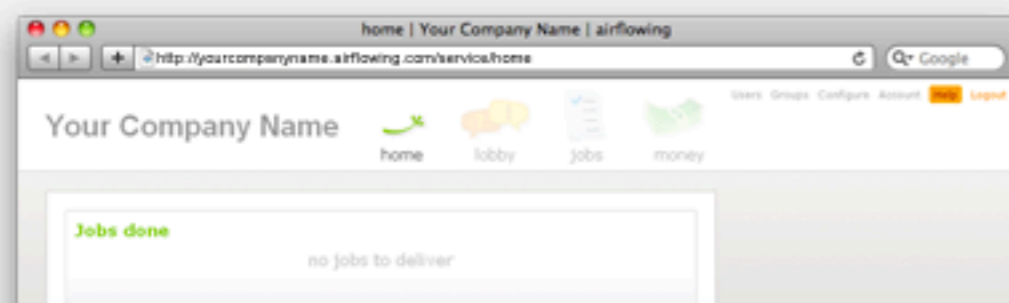 home | Your Company Name | airflowing
http://yourcompanyname.airflowing.com/service/home
Google
Users Groups Configure Account Help Logout
Your Company Name
home lobby jobs money
Jobs done
no jobs to deliver